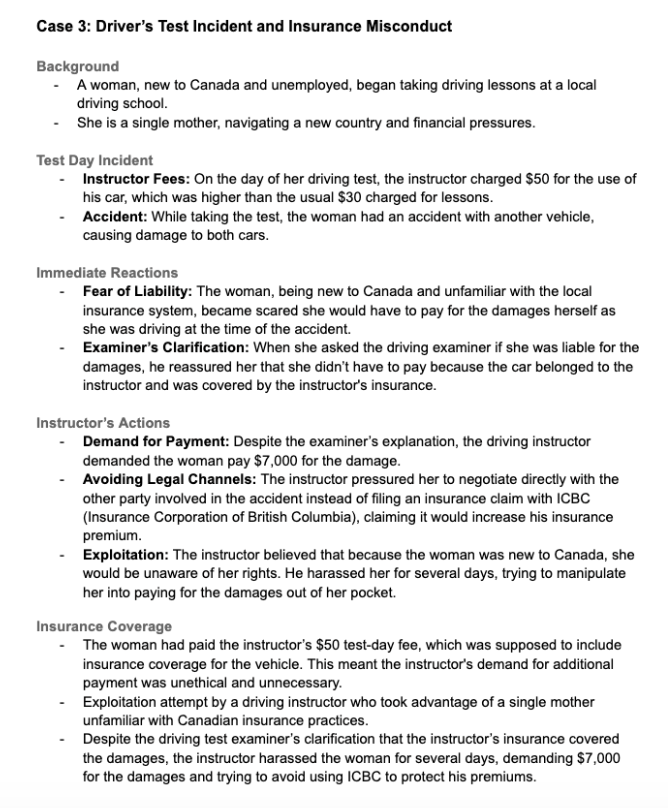 Case 3: Driver's Test Incident and Insurance Misconduct
Background
- A woman, new to Canada and unemployed, began taking driving lessons at a local
driving school.
- She is a single mother, navigating a new country and financial pressures.
Test Day Incident
- Instructor Fees: On the day of her driving test, the instructor charged $50 for the use of
his car, which was higher than the usual $30 charged for lessons.
- Accident: While taking the test, the woman had an accident with another vehicle,
causing damage to both cars.
Immediate Reactions
- Fear of Liability: The woman, being new to Canada and unfamiliar with the local
insurance system, became scared she would have to pay for the damages herself as
she was driving at the time of the accident.
- Examiner's Clarification: When she asked the driving examiner if she was liable for the
damages, he reassured her that she didn't have to pay because the car belonged to the
instructor and was covered by the instructor's insurance.
Instructor's Actions
- Demand for Payment: Despite the examiner's explanation, the driving instructor
demanded the woman pay $7,000 for the damage.
- Avoiding Legal Channels: The instructor pressured her to negotiate directly with the
other party involved in the accident instead of filing an insurance claim with ICBC
(Insurance Corporation of British Columbia), claiming it would increase his insurance
premium.
- Exploitation: The instructor believed that because the woman was new to Canada, she
would be unaware of her rights. He harassed her for several days, trying to manipulate
her into paying for the damages out of her pocket.
Insurance Coverage
- The woman had paid the instructor's $50 test-day fee, which was supposed to include
insurance coverage for the vehicle. This meant the instructor's demand for additional
payment was unethical and unnecessary.
- Exploitation attempt by a driving instructor who took advantage of a single mother
unfamiliar with Canadian insurance practices.
- Despite the driving test examiner's clarification that the instructor's insurance covered
the damages, the instructor harassed the woman for several days, demanding $7,000
for the damages and trying to avoid using ICBC to protect his premiums.